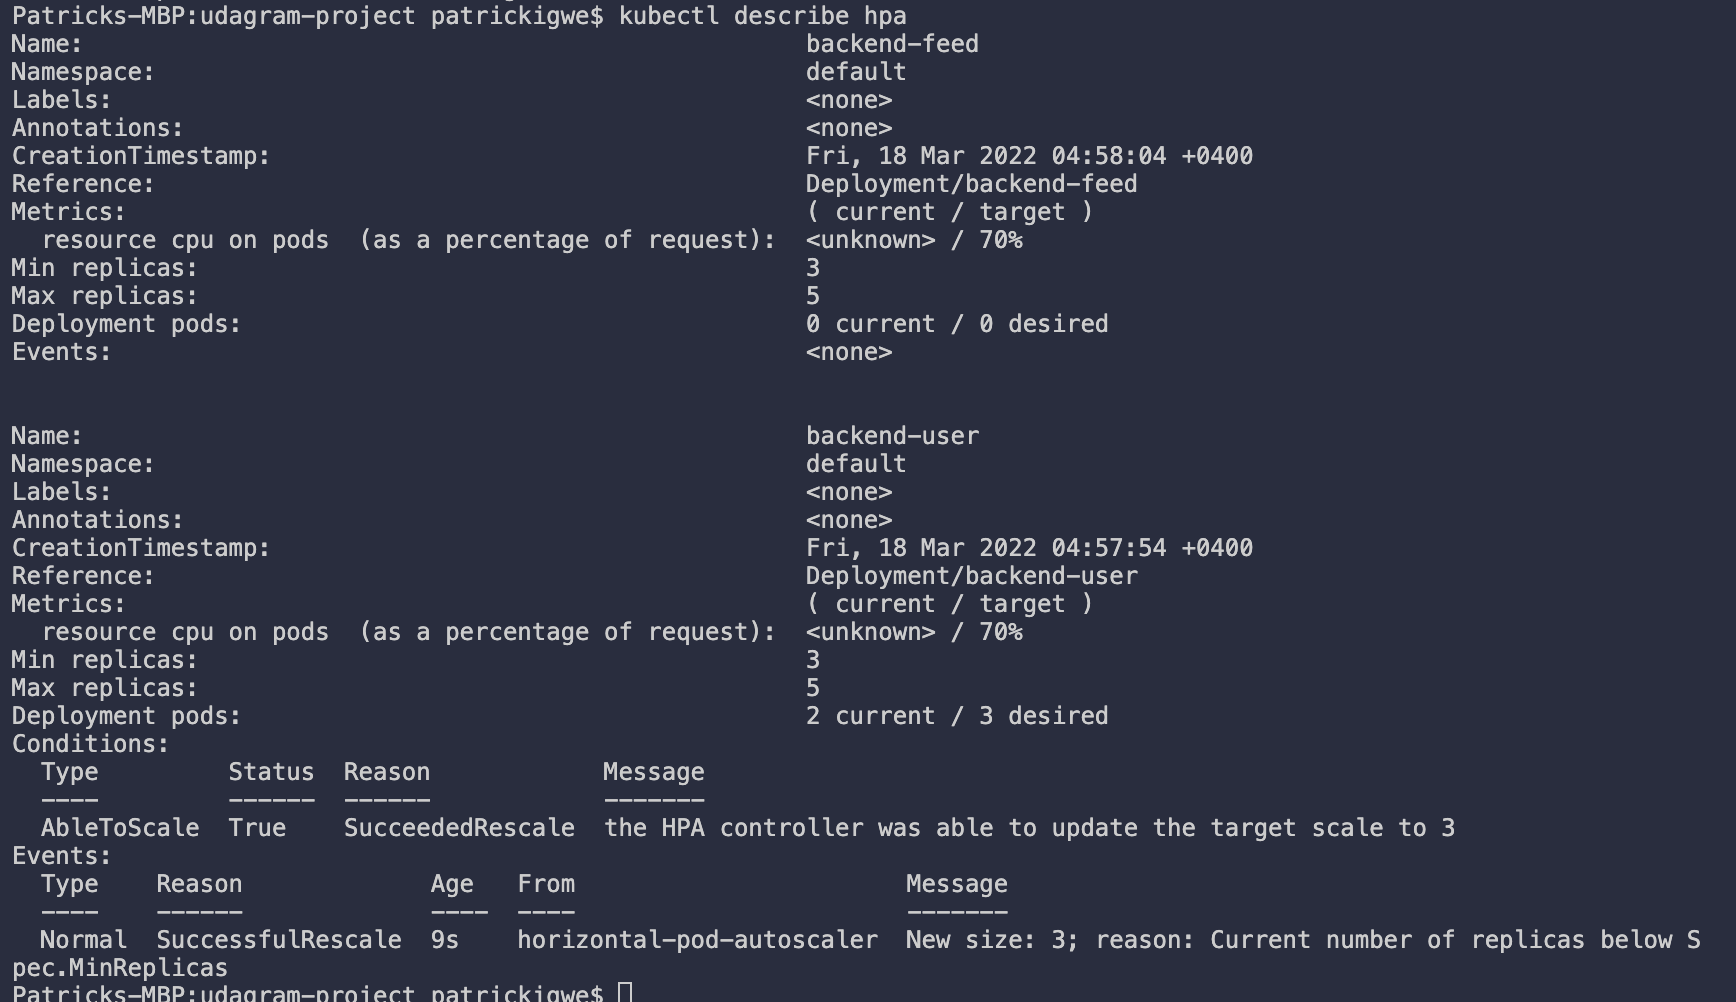 Patricks-MBP:udagram-project patrickigwe$ kubectl describe hpa
Name:                                                  backend-feed
Namespace:                                             default
Labels:                                                <none>
Annotations:                                           <none>
CreationTimestamp:                                     Fri, 18 Mar 2022 04:58:04 +0400
Reference:                                             Deployment/backend-feed
Metrics:                                               ( current / target )
  resource cpu on pods  (as a percentage of request):  <unknown> / 70%
Min replicas:                                          3
Max replicas:                                          5
Deployment pods:                                       0 current / 0 desired
Events:                                                <none>


Name:                                                  backend-user
Namespace:                                             default
Labels:                                                <none>
Annotations:                                           <none>
CreationTimestamp:                                     Fri, 18 Mar 2022 04:57:54 +0400
Reference:                                             Deployment/backend-user
Metrics:                                               ( current / target )
  resource cpu on pods  (as a percentage of request):  <unknown> / 70%
Min replicas:                                          3
Max replicas:                                          5
Deployment pods:                                       2 current / 3 desired
Conditions:
  Type         Status  Reason            Message
  ----         ------  ------            -------
  AbleToScale  True    SucceededRescale  the HPA controller was able to update the target scale to 3
Events:
  Type    Reason             Age   From                       Message
  ----    ------             ----  ----                       -------
  Normal  SuccessfulRescale  9s    horizontal-pod-autoscaler  New size: 3; reason: Current number of replicas below S
pec.MinReplicas
Patricks-MBP:udagram-project patrickigwe$